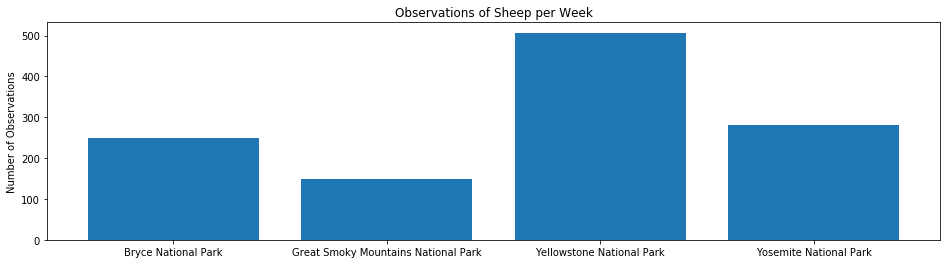 Observations of Sheep per Week
Number of Observations
500
400
300
200
100
0
Bryce National Park
Great Smoky Mountains National Park
Yellowstone National Park
Yosemite National Park